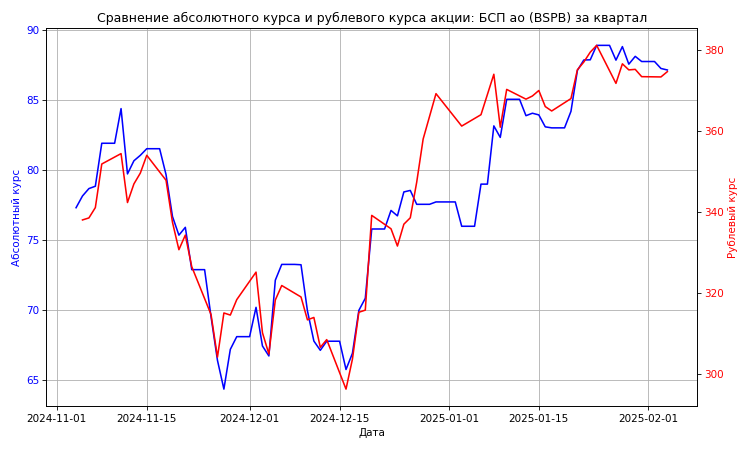 Сравнение абсолютного курса и рублевого курса акции: БСП ао (BSPB) за квартал
90
85
80
75
70
65
Абсолютный курс
380
360
340
320
300
Рублевый курс
2024-11-01 2024-11-15 2024-12-01 2024-12-15 2025-01-01 2025-01-15 2025-02-01
Дата